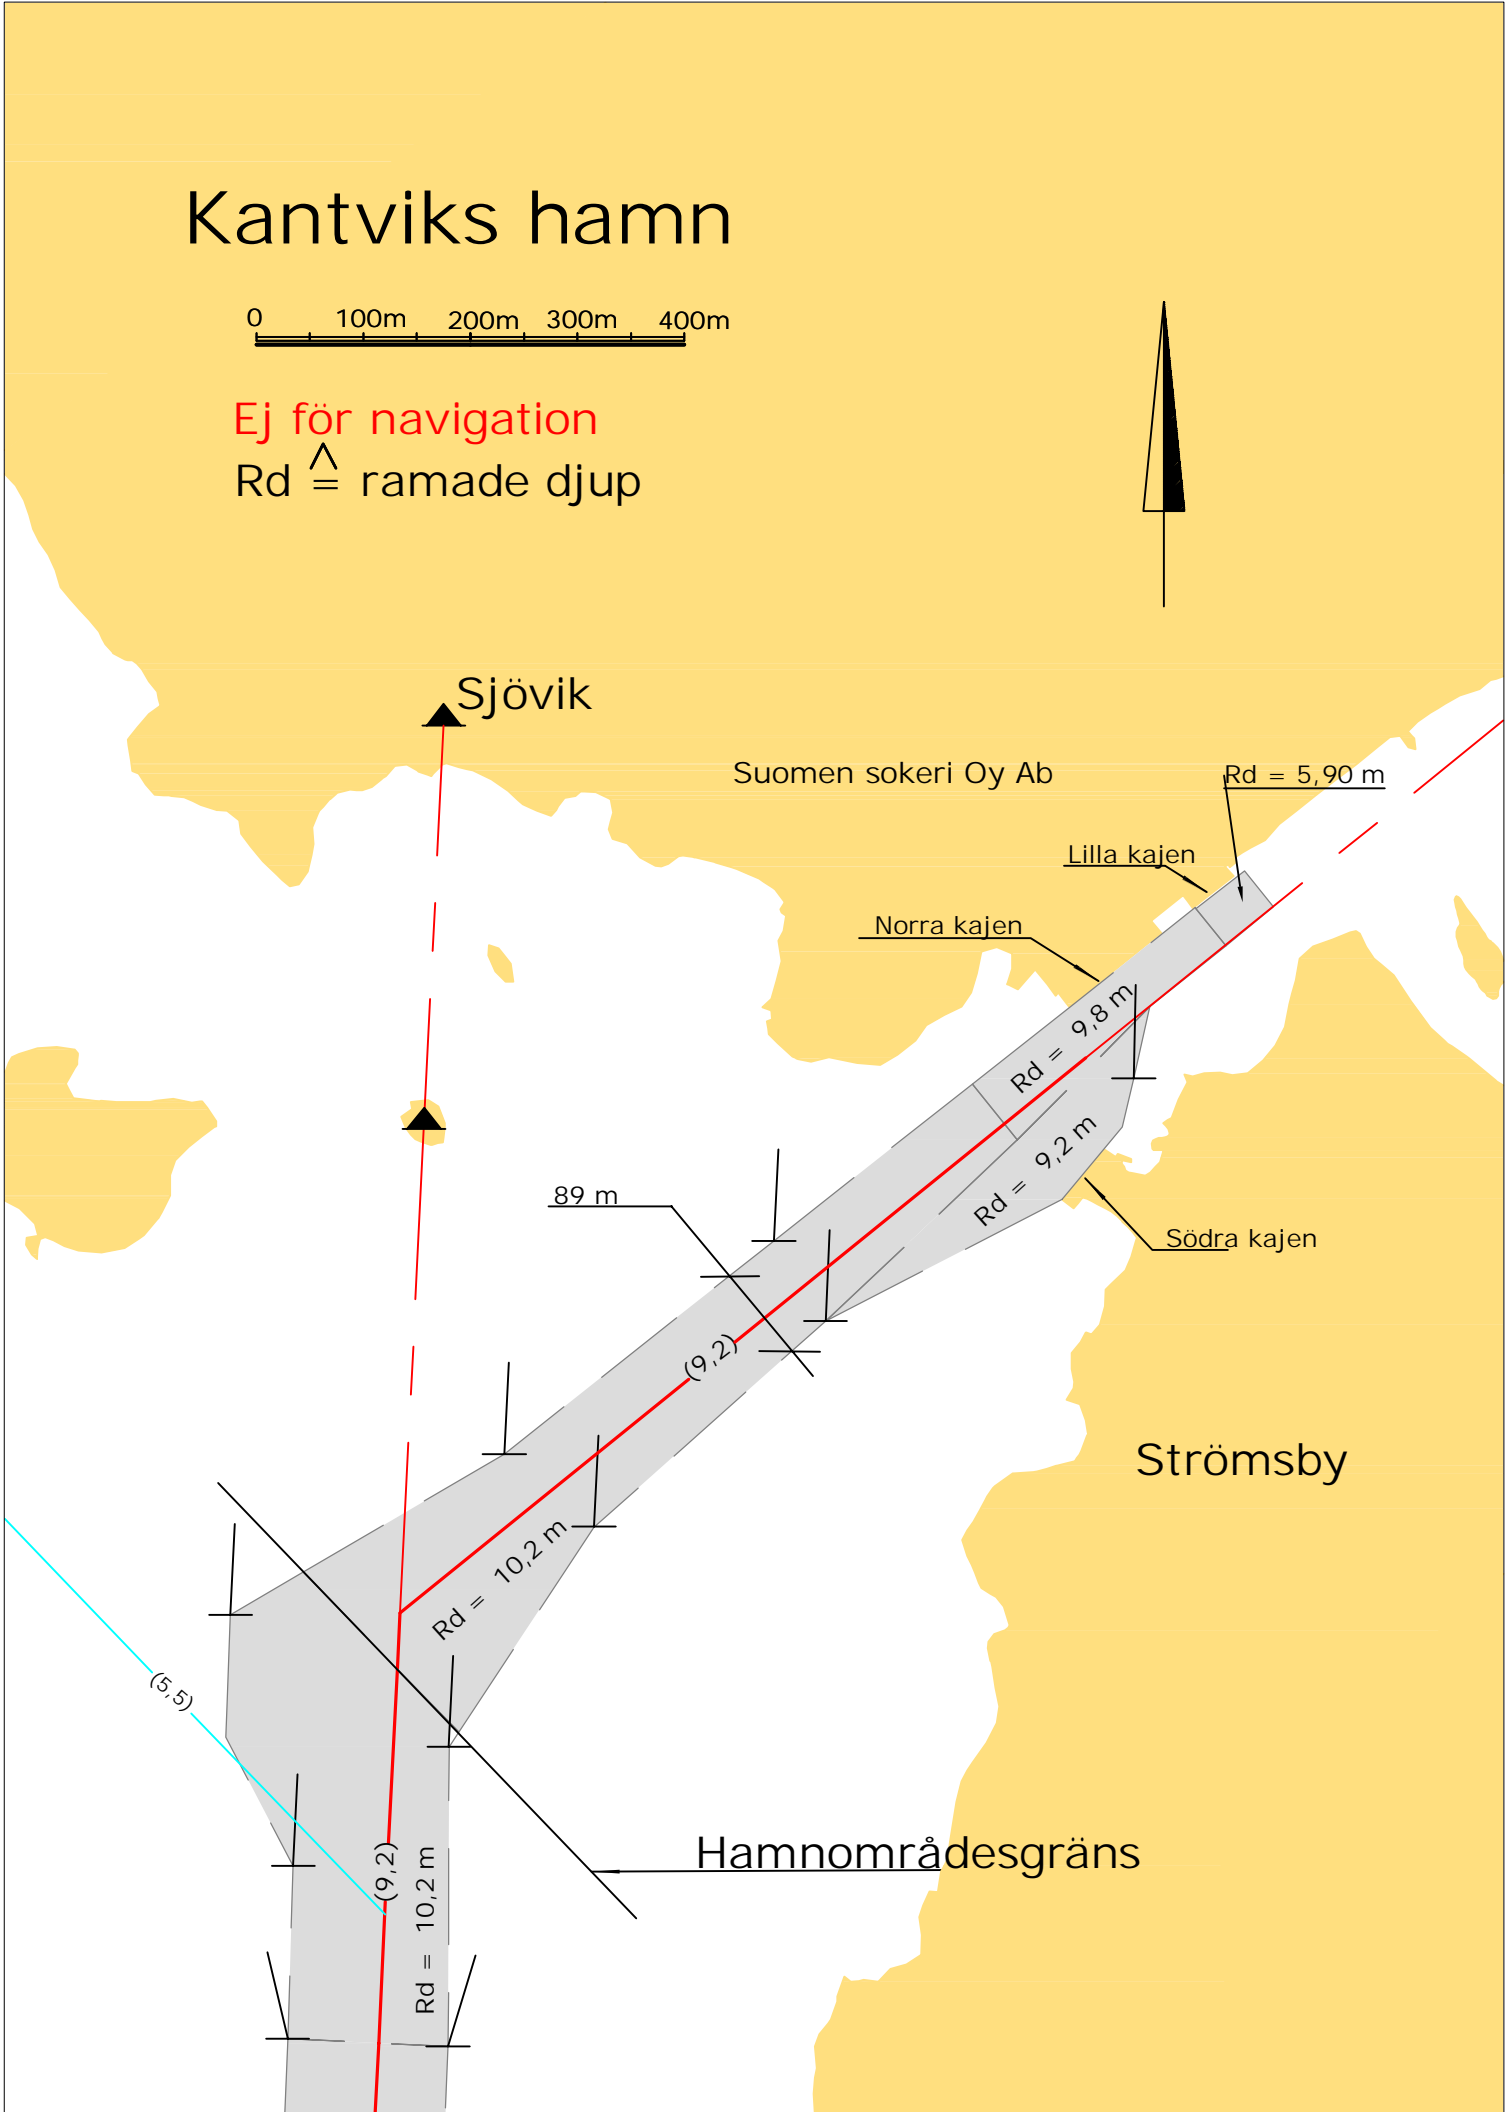 Kantviks hamn
0 100m 200m 300m 400m
Ej för navigation
Rd ≙ ramade djup
Sjövik
Suomen sokeri Oy Ab
Rd = 5,90 m
Lilla kajen
Norra kajen
Rd = 9,8 m
Rd = 9,2 m
89 m
Södra kajen
(9,2)
Strömsby
Rd = 10,2 m
(5,5)
Hamnområdesgräns
(9,2)
Rd = 10,2 m